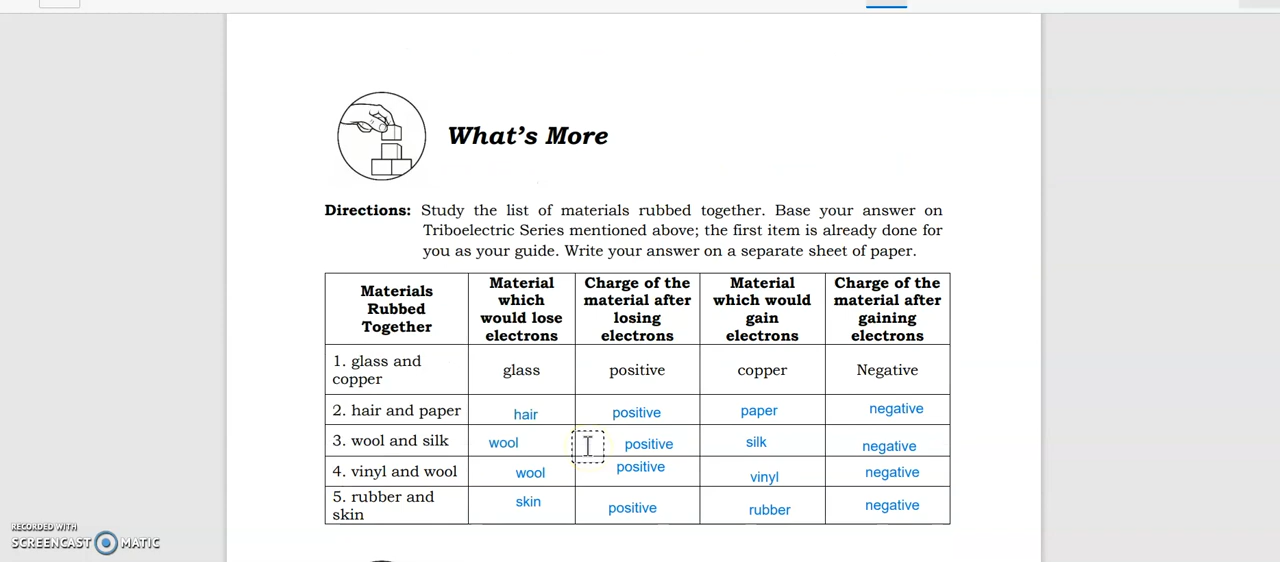 What's More
Directions: Study the list of materials rubbed together. Base your answer on
Triboelectric Series mentioned above; the first item is already done for
you as your guide. Write your answer on a separate sheet of paper.
Materials
Rubbed
Together
Material
which
would lose
electrons
Charge of the
material after
losing
electrons
Material
which would
gain
electrons
Charge of the
material after
gaining
electrons
1. glass and
copper
glass
positive
copper
Negative
2. hair and paper
hair
positive
paper
negative
3. wool and silk
wool
positive
silk
negative
4. vinyl and wool
wool
positive
vinyl
negative
5. rubber and
skin
skin
positive
rubber
negative
RECORDED WITH
SCREENCAST MATIC